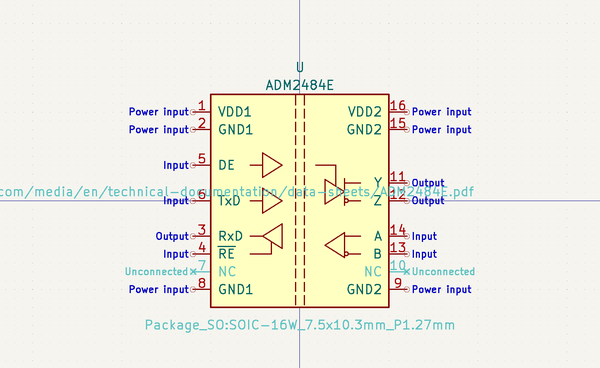 U
ADM2484E
Power input 1 VDD1 VDD2 16 Power input
Power input 2 GND1 GND2 15 Power input
Input 5 DE
Y 11 Output
com/media/en/technical-documentation/data-sheets/ADM2484E.pdf
Input 6 TxD Z 12 Output
Output 3 RxD A 14 Input
Input 4 RE B 13 Input
Unconnected 7 NC NC 10 Unconnected
Power input 8 GND1 GND2 9 Power input
Package_SO:SOIC-16W_7.5x10.3mm_P1.27mm